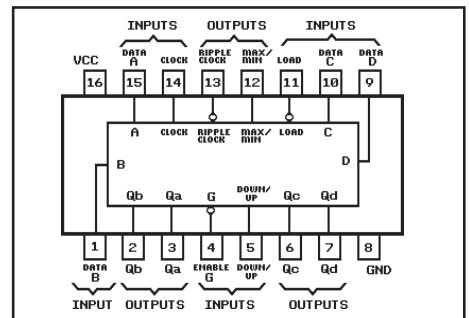 INPUTS OUTPUTS INPUTS
VCC DATA A CLOCK RIPPLE CLOCK MAX/ MIN LOAD DATA C DATA D
16 15 14 13 12 11 10 9
A CLOCK RIPPLE CLOCK MAX/ MIN LOAD C
B D
Qb Qa G DOWN/ UP Qc Qd
1 2 3 4 5 6 7 8
DATA B Qb Qa ENABLE G DOWN/ UP Qc Qd GND
INPUT OUTPUTS INPUTS OUTPUTS